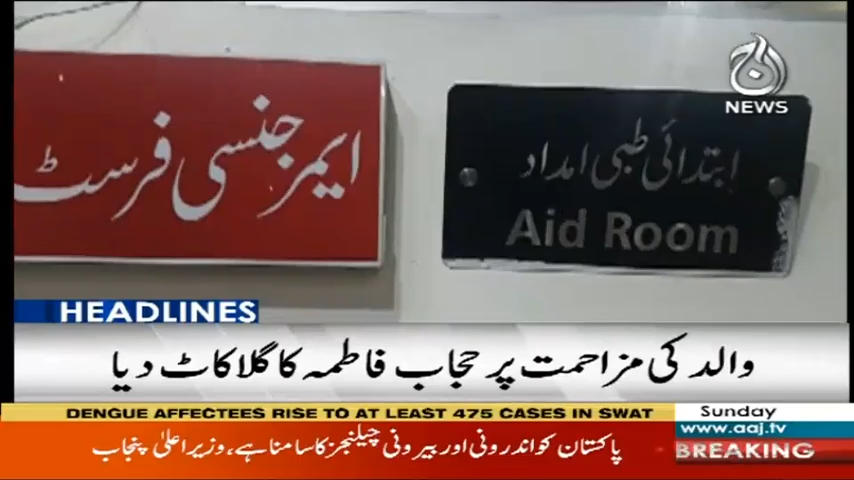 ایمرجنسی فرسٹ
ابتدائی طبی امداد
Aid Room
آج
NEWS
HEADLINES
والد کی مزاحمت پر حجاب فاطمہ کا گلا کاٹ دیا
DENGUE AFFECTEES RISE TO AT LEAST 475 CASES IN SWAT
Sunday
www.aaj.tv
BREAKING
پاکستان کو اندرونی اور بیرونی چیلنجز کا سامنا ہے، وزیراعلیٰ پنجاب